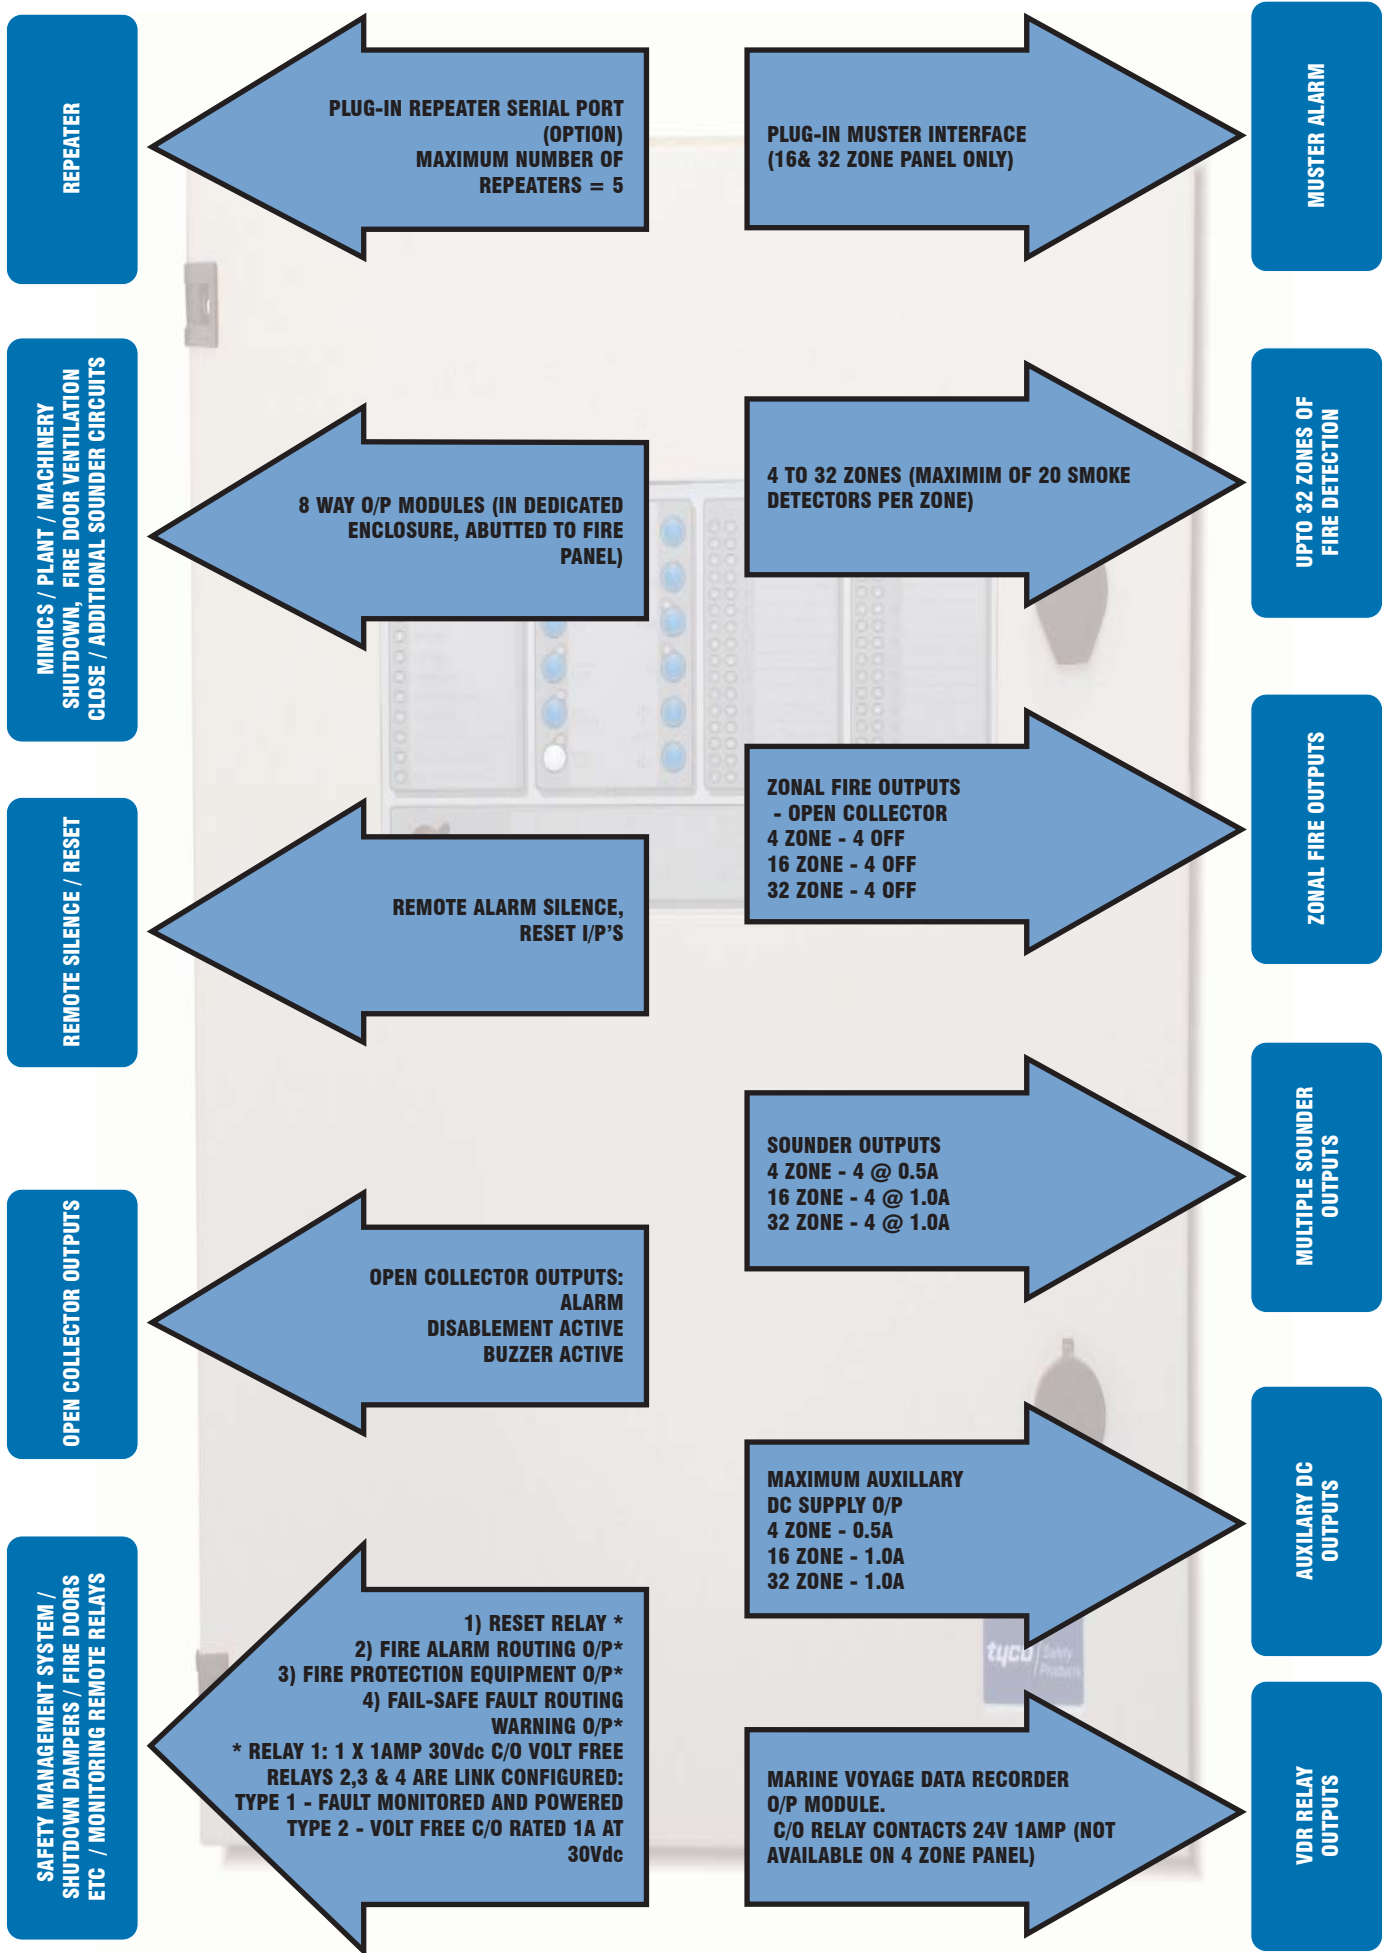 REPEATER
PLUG-IN REPEATER SERIAL PORT
(OPTION)
MAXIMUM NUMBER OF
REPEATERS = 5
PLUG-IN MUSTER INTERFACE
(16& 32 ZONE PANEL ONLY)
MUSTER ALARM
MIMICS / PLANT / MACHINERY
SHUTDOWN, FIRE DOOR VENTILATION
CLOSE / ADDITIONAL SOUNDER CIRCUITS
8 WAY O/P MODULES (IN DEDICATED
ENCLOSURE, ABUTTED TO FIRE
PANEL)
4 TO 32 ZONES (MAXIMIM OF 20 SMOKE
DETECTORS PER ZONE)
UPTO 32 ZONES OF
FIRE DETECTION
REMOTE SILENCE / RESET
REMOTE ALARM SILENCE,
RESET I/P'S
ZONAL FIRE OUTPUTS
- OPEN COLLECTOR
4 ZONE - 4 OFF
16 ZONE - 4 OFF
32 ZONE - 4 OFF
ZONAL FIRE OUTPUTS
OPEN COLLECTOR OUTPUTS
OPEN COLLECTOR OUTPUTS:
ALARM
DISABLEMENT ACTIVE
BUZZER ACTIVE
SOUNDER OUTPUTS
4 ZONE - 4 @ 0.5A
16 ZONE - 4 @ 1.0A
32 ZONE - 4 @ 1.0A
MULTIPLE SOUNDER
OUTPUTS
MAXIMUM AUXILLARY
DC SUPPLY O/P
4 ZONE - 0.5A
16 ZONE - 1.0A
32 ZONE - 1.0A
AUXILARY DC
OUTPUTS
SAFETY MANAGEMENT SYSTEM /
SHUTDOWN DAMPERS / FIRE DOORS
ETC / MONITORING REMOTE RELAYS
1) RESET RELAY *
2) FIRE ALARM ROUTING O/P*
3) FIRE PROTECTION EQUIPMENT O/P*
4) FAIL-SAFE FAULT ROUTING
WARNING O/P*
* RELAY 1: 1 X 1AMP 30Vdc C/O VOLT FREE
RELAYS 2,3 & 4 ARE LINK CONFIGURED:
TYPE 1 - FAULT MONITORED AND POWERED
TYPE 2 - VOLT FREE C/O RATED 1A AT
30Vdc
tyco
Safety
Products
MARINE VOYAGE DATA RECORDER
O/P MODULE.
C/O RELAY CONTACTS 24V 1AMP (NOT
AVAILABLE ON 4 ZONE PANEL)
VDR RELAY
OUTPUTS